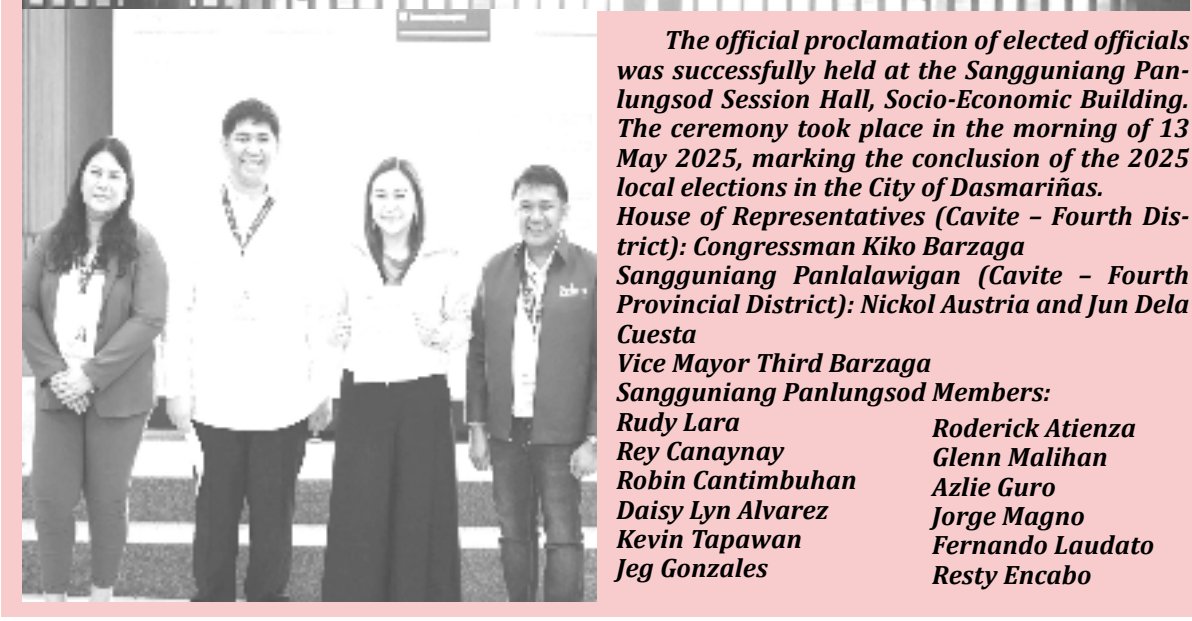 The official proclamation of elected officials
was successfully held at the Sangguniang Pan-
lungsod Session Hall, Socio-Economic Building.
The ceremony took place in the morning of 13
May 2025, marking the conclusion of the 2025
local elections in the City of Dasmariñas.
House of Representatives (Cavite – Fourth Dis-
trict): Congressman Kiko Barzaga
Sangguniang Panlalawigan (Cavite – Fourth
Provincial District): Nickol Austria and Jun Dela
Cuesta
Vice Mayor Third Barzaga
Sangguniang Panlungsod Members:
Rudy Lara
Rey Canaynay
Robin Cantimbuhan
Daisy Lyn Alvarez
Kevin Tapawan
Jeg Gonzales
Roderick Atienza
Glenn Malihan
Azlie Guro
Jorge Magno
Fernando Laudato
Resty Encabo